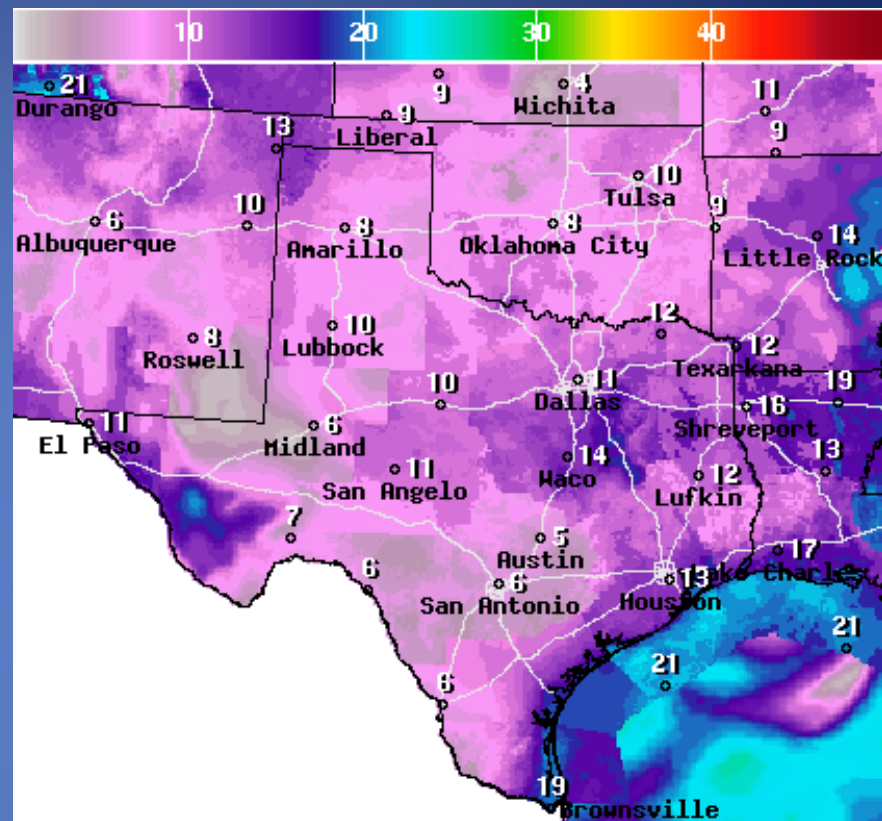 10 20 30 40
21
Durango
9
Liberal
9
4
Wichita
11
9
13
6
Albuquerque
10
8
Amarillo
8
Oklahoma City
10
Tulsa
9
14
Little Rock
8
Roswell
10
Lubbock
12
12
Texarkana
11
El Paso
6
Midland
10
11
Dallas
16
Shreveport
19
11
San Angelo
14
Waco
12
Lufkin
13
7
5
Austin
6
6
San Antonio
13
Houston
17
Lake Charle
6
21
21
19
Brownsville